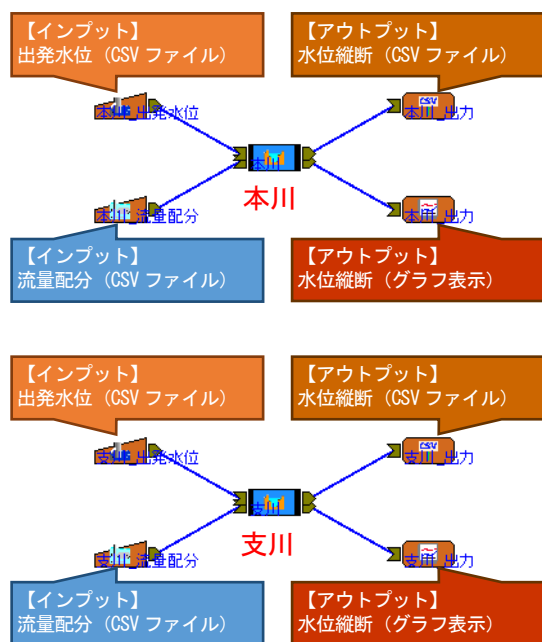 【インプット】
出発水位（CSV ファイル）
【アウトプット】
水位縦断（CSV ファイル）
本川_出発水位
CSV
本川_出力
本川
本川
本川_流量配分
本川_出力
【インプット】
流量配分（CSV ファイル）
【アウトプット】
水位縦断（グラフ表示）
【インプット】
出発水位（CSV ファイル）
【アウトプット】
水位縦断（CSV ファイル）
支川_出発水位
CSV
支川_出力
支川
支川
支川_流量配分
支川_出力
【インプット】
流量配分（CSV ファイル）
【アウトプット】
水位縦断（グラフ表示）